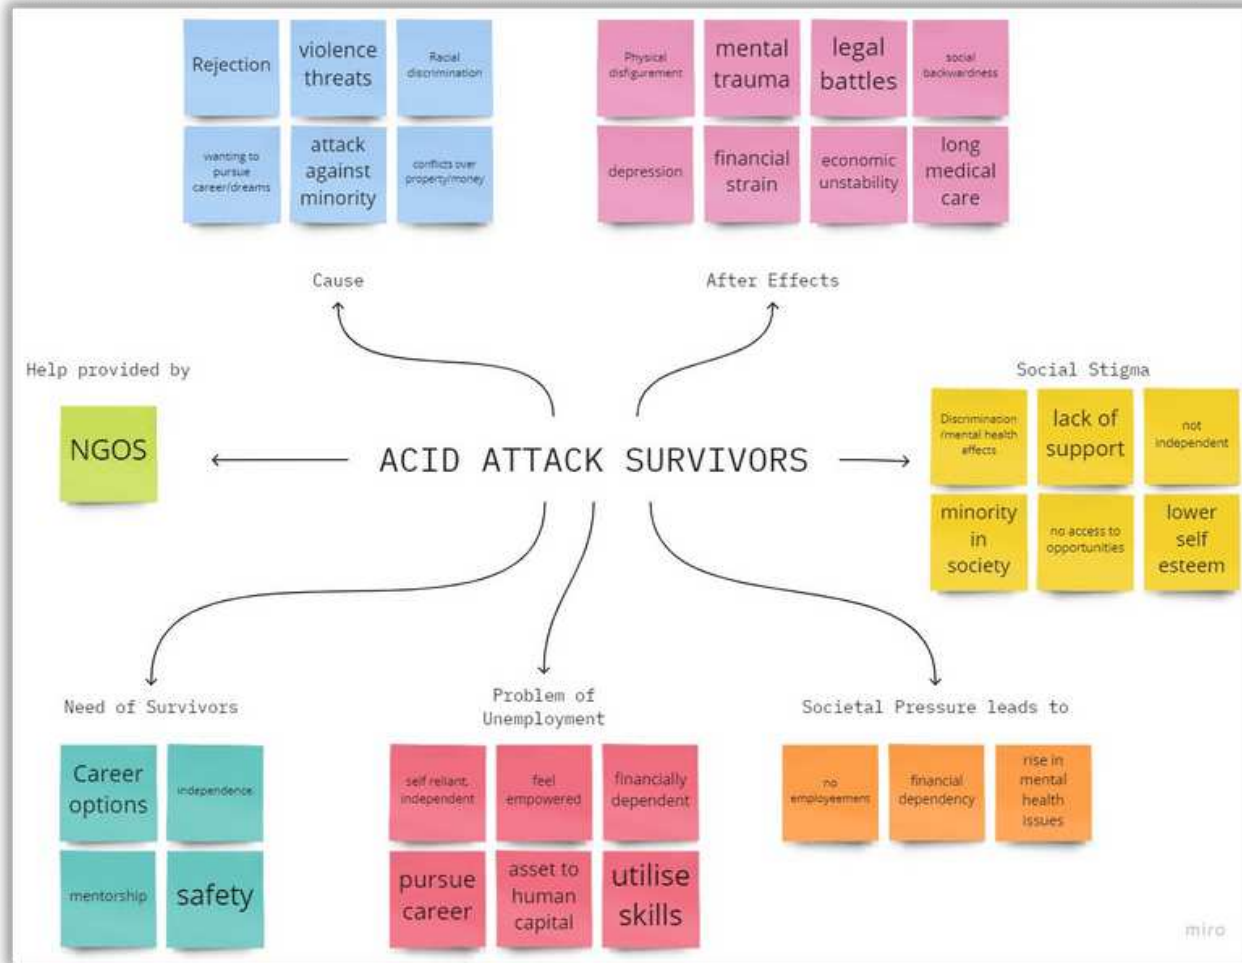 Rejection
violence
threats
Racial
discrimination
wanting to
pursue
career/dreams
attack
against
minority
conflicts over
property/money
Cause
Physical
disfigurement
mental
trauma
legal
battles
social
backwardness
depression
financial
strain
economic
unstability
long
medical
care
After Effects
Help provided by
NGOS
ACID ATTACK SURVIVORS
Social Stigma
Discrimination
/mental health
effects
lack of
support
not
independent
minority
in
society
no access to
opportunities
lower
self
esteem
Need of Survivors
Career
options
independence
mentorship
safety
Problem of
Unemployment
self reliant,
independent
feel
empowered
financially
dependent
pursue
career
asset to
human
capital
utilise
skills
Societal Pressure leads to
no
employeement
financial
dependency
rise in
mental
health
issues
miro